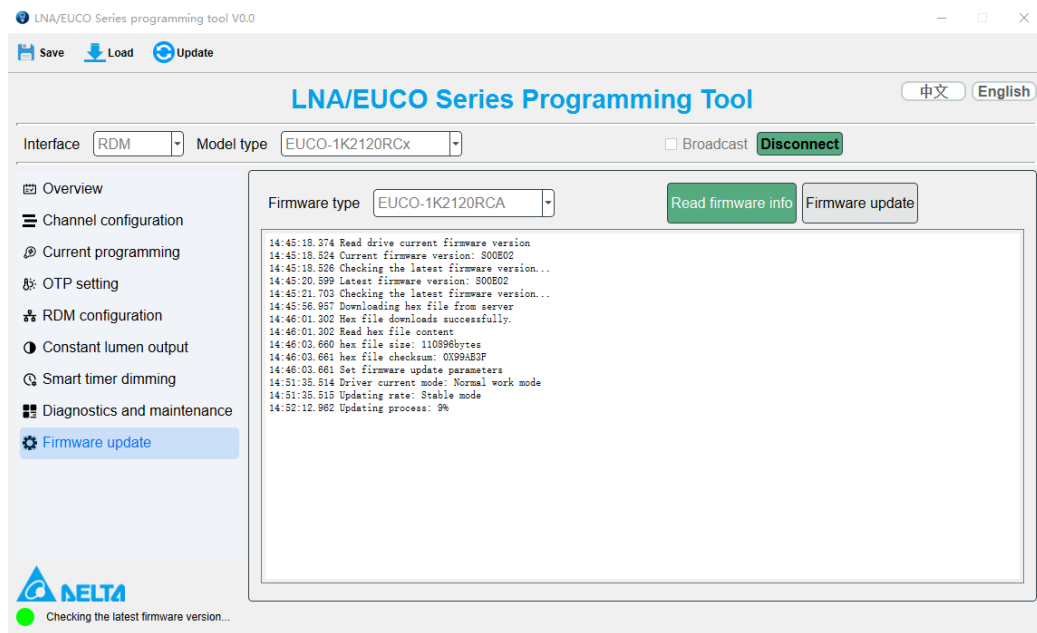 LNA/EUCO Series programming tool V0.0
Save Load Update
LNA/EUCO Series Programming Tool
中文 English
Interface RDM Model type EUCO-1K2120RCx Broadcast Disconnect
Overview
Channel configuration
Current programming
OTP setting
RDM configuration
Constant lumen output
Smart timer dimming
Diagnostics and maintenance
Firmware update
Firmware type EUCO-1K2120RCA Read firmware info Firmware update
14:45:18.374 Read drive current firmware version
14:45:18.524 Current firmware version: S00E02
14:45:18.526 Checking the latest firmware version...
14:45:20.599 Latest firmware version: S00E02
14:45:21.703 Checking the latest firmware version...
14:45:56.957 Downloading hex file from server
14:46:01.302 Hex file downloads successfully.
14:46:01.302 Read hex file content
14:46:03.660 hex file size: 110896bytes
14:46:03.661 hex file checksum: 0X99AB3F
14:46:03.661 Set firmware update parameters
14:51:35.514 Driver current mode: Normal work mode
14:51:35.515 Updating rate: Stable mode
14:52:12.962 Updating process: 9%
DELTA
Checking the latest firmware version...